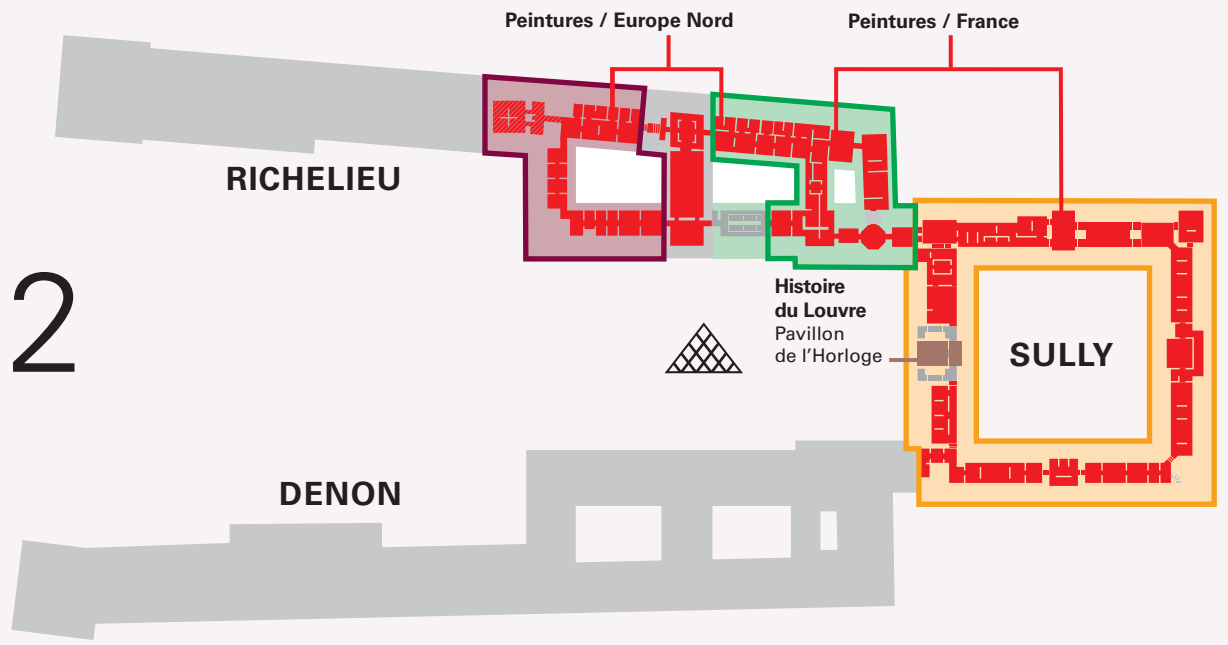 Peintures / Europe Nord
Peintures / France
RICHELIEU
2
Histoire
du Louvre
Pavillon
de l’Horloge
SULLY
DENON